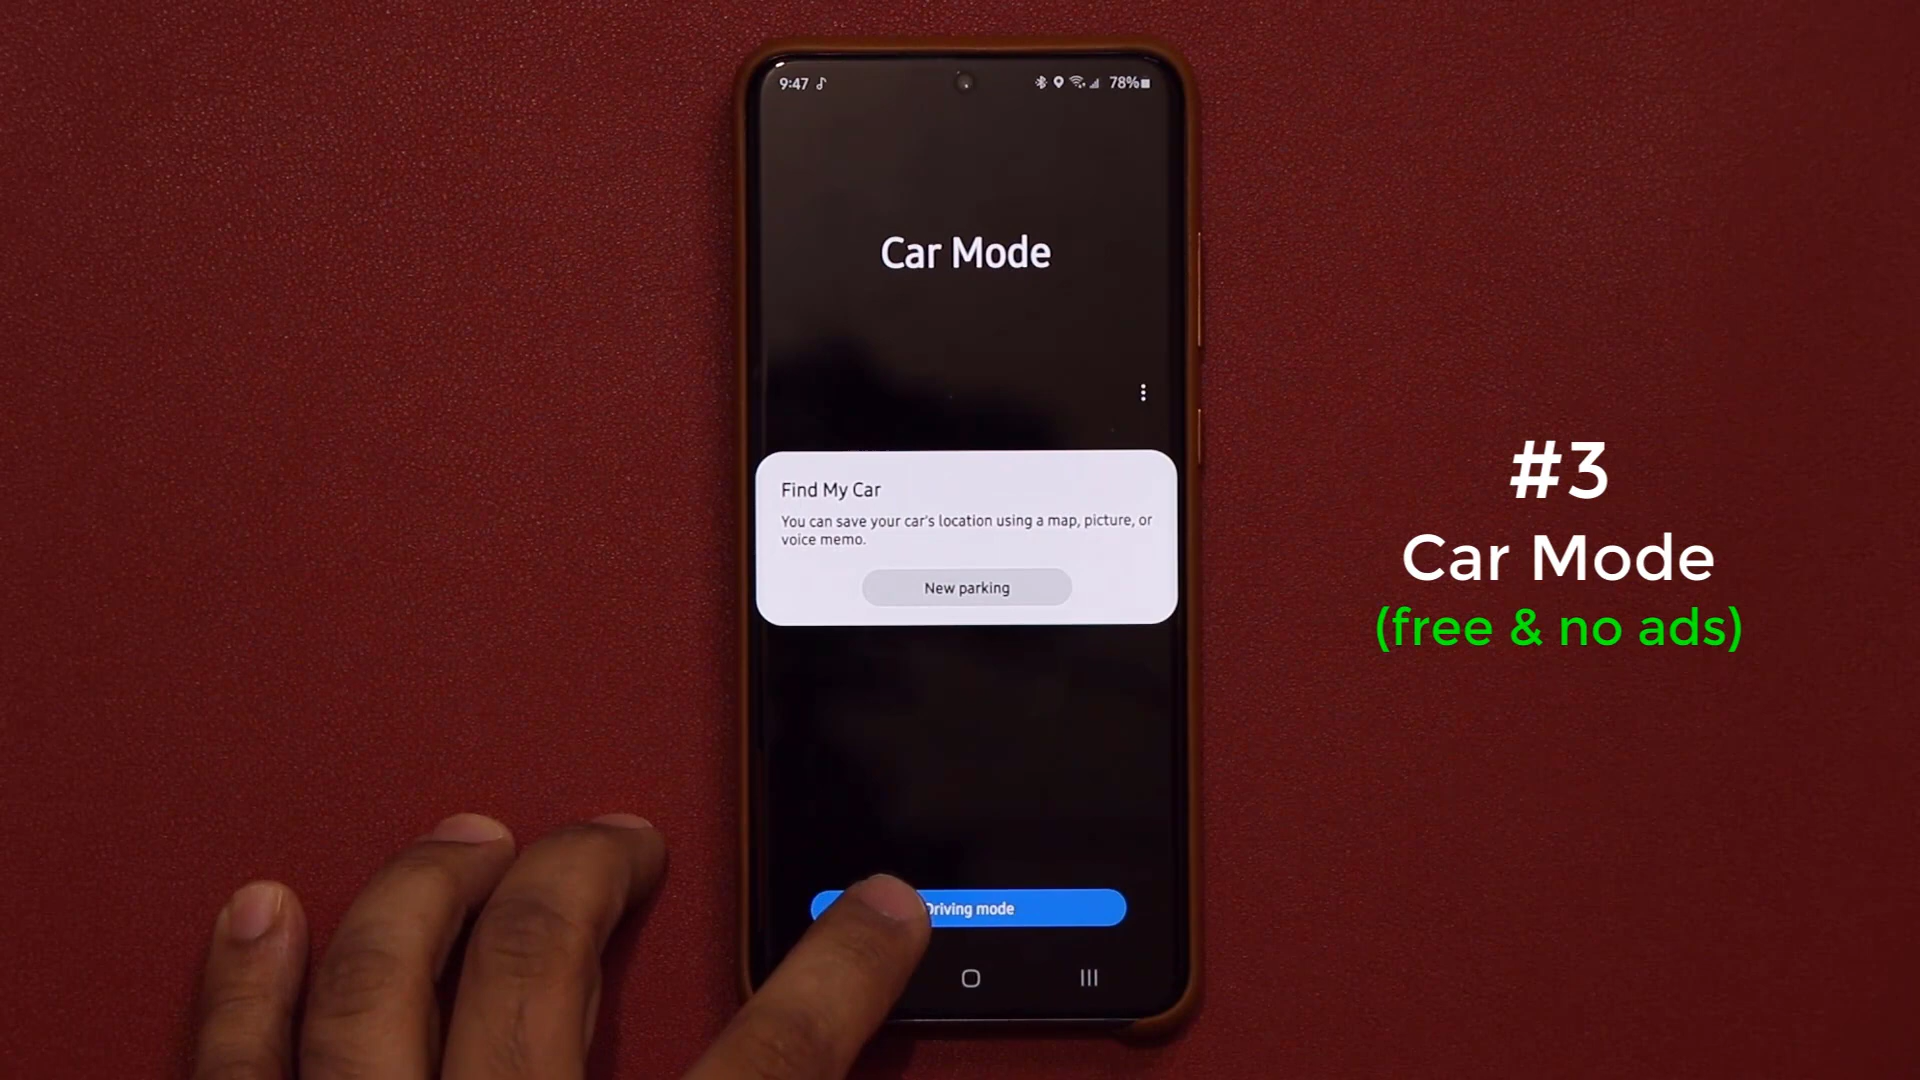 9:47
78%
Car Mode
Find My Car
You can save your car's location using a map, picture, or
voice memo.
New parking
Driving mode
#3
Car Mode
(free & no ads)